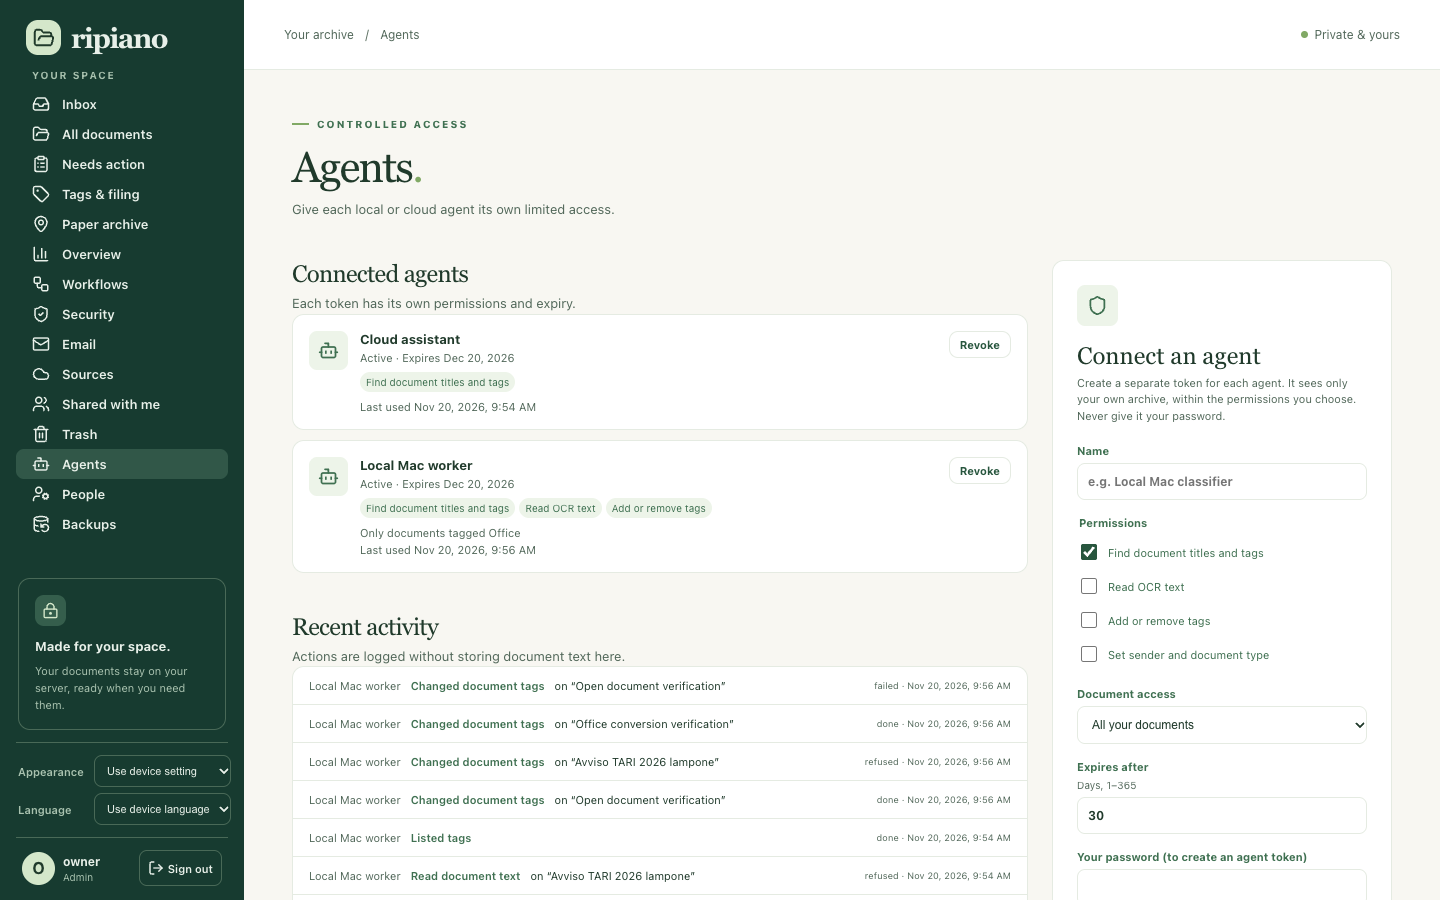 ripiano
YOUR SPACE
Inbox
All documents
Needs action
Tags & filing
Paper archive
Overview
Workflows
Security
Email
Sources
Shared with me
Trash
Agents
People
Backups
Made for your space.
Your documents stay on your
server, ready when you need
them.
Appearance
Use device setting
Language
Use device language
O
owner
Admin
Sign out
Your archive / Agents
Private & yours
CONTROLLED ACCESS
Agents.
Give each local or cloud agent its own limited access.
Connected agents
Each token has its own permissions and expiry.
Cloud assistant
Active · Expires Dec 20, 2026
Find document titles and tags
Last used Nov 20, 2026, 9:54 AM
Revoke
Local Mac worker
Active · Expires Dec 20, 2026
Find document titles and tags Read OCR text Add or remove tags
Only documents tagged Office
Last used Nov 20, 2026, 9:56 AM
Revoke
Recent activity
Actions are logged without storing document text here.
Local Mac worker Changed document tags on “Open document verification” failed · Nov 20, 2026, 9:56 AM
Local Mac worker Changed document tags on “Office conversion verification” done · Nov 20, 2026, 9:56 AM
Local Mac worker Changed document tags on “Avviso TARI 2026 lampone” refused · Nov 20, 2026, 9:56 AM
Local Mac worker Changed document tags on “Open document verification” done · Nov 20, 2026, 9:56 AM
Local Mac worker Listed tags done · Nov 20, 2026, 9:54 AM
Local Mac worker Read document text on “Avviso TARI 2026 lampone” refused · Nov 20, 2026, 9:54 AM
Connect an agent
Create a separate token for each agent. It sees only
your own archive, within the permissions you choose.
Never give it your password.
Name
e.g. Local Mac classifier
Permissions
Find document titles and tags
Read OCR text
Add or remove tags
Set sender and document type
Document access
All your documents
Expires after
Days, 1–365
30
Your password (to create an agent token)